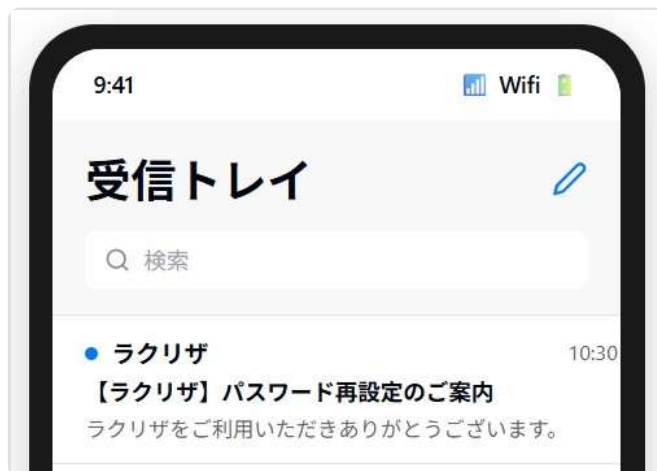 9:41 Wifi
受信トレイ
検索
ラクリザ 10:30
【ラクリザ】パスワード再設定のご案内
ラクリザをご利用いただきありがとうございます。